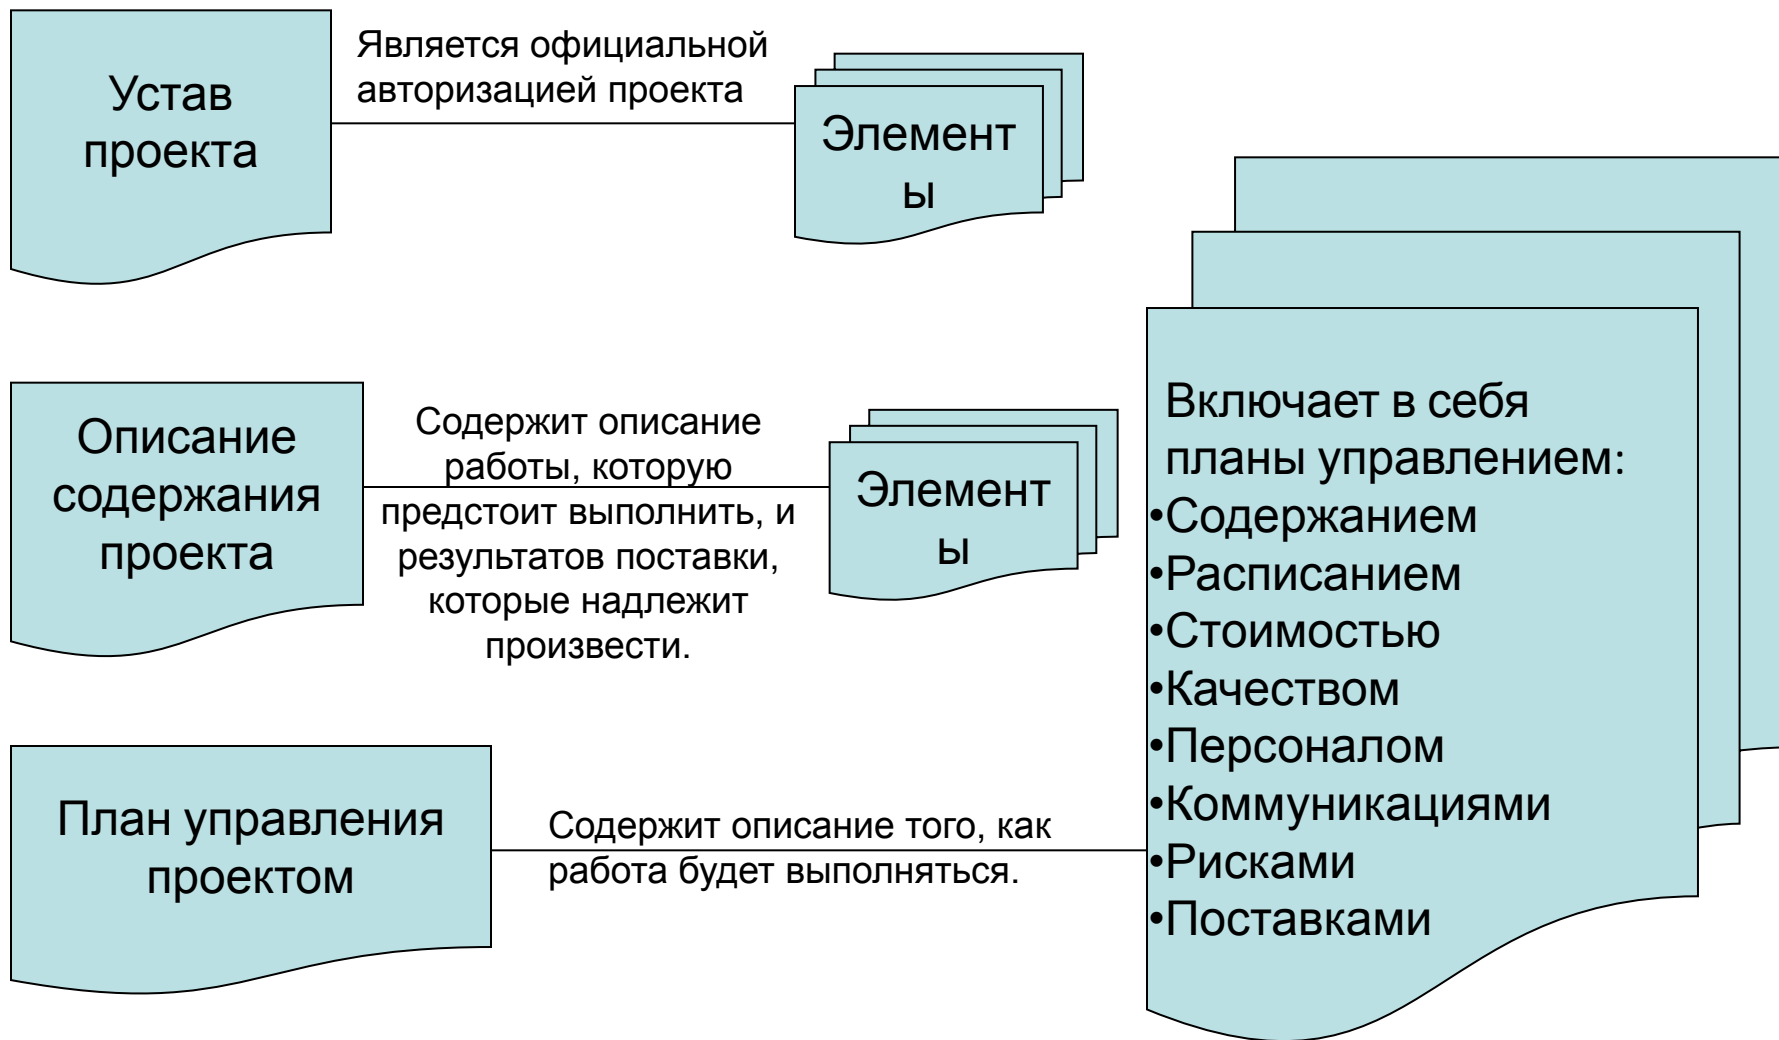 Устав
проекта
Является официальной
авторизацией проекта
Элемент
ы
Описание
содержания
проекта
Содержит описание
работы, которую
предстоит выполнить, и
результатов поставки,
которые надлежит
произвести.
Элемент
ы
План управления
проектом
Содержит описание того, как
работа будет выполняться.
Включает в себя
планы управлением:
•Содержанием
•Расписанием
•Стоимостью
•Качеством
•Персоналом
•Коммуникациями
•Рисками
•Поставками